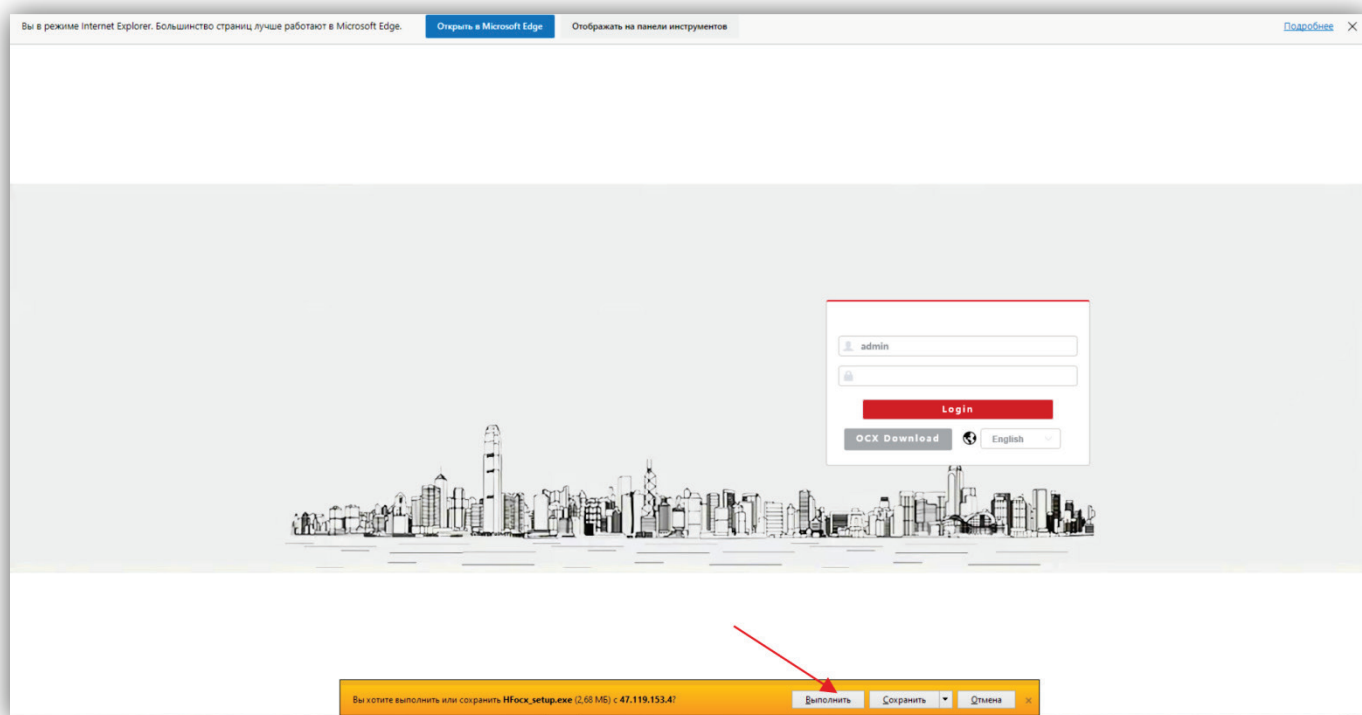 Вы в режиме Internet Explorer. Большинство страниц лучше работают в Microsoft Edge. Открыть в Microsoft Edge Отображать на панели инструментов Подробнее
admin
Login
OCX Download English
Вы хотите выполнить или сохранить HFocx_setup.exe (2,68 МБ) с 47.119.153.4? Выполнить Сохранить Отмена